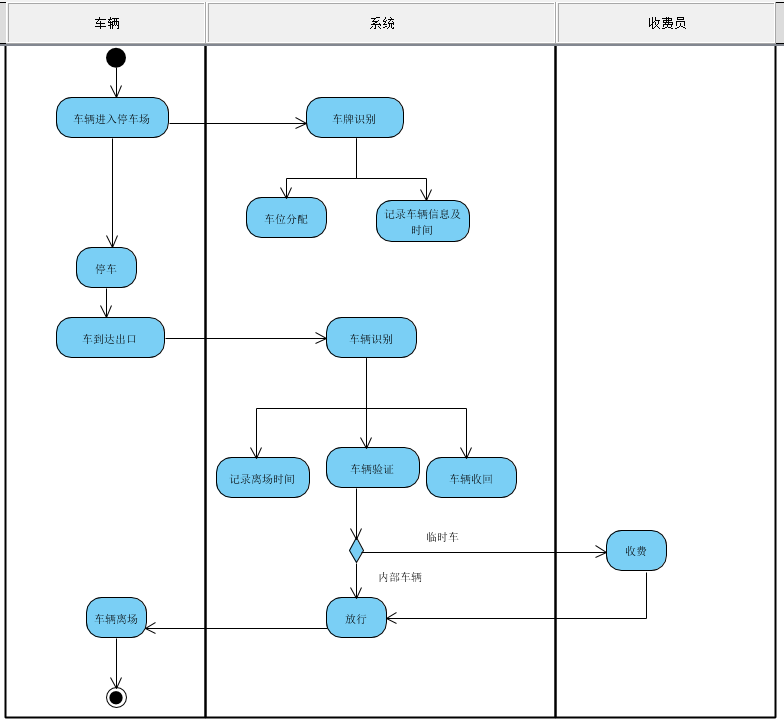 车辆
系统
收费员
车辆进入停车场
车牌识别
车位分配
记录车辆信息及
时间
停车
车到达出口
车辆识别
记录离场时间
车辆验证
车辆收回
临时车
收费
内部车辆
车辆离场
放行